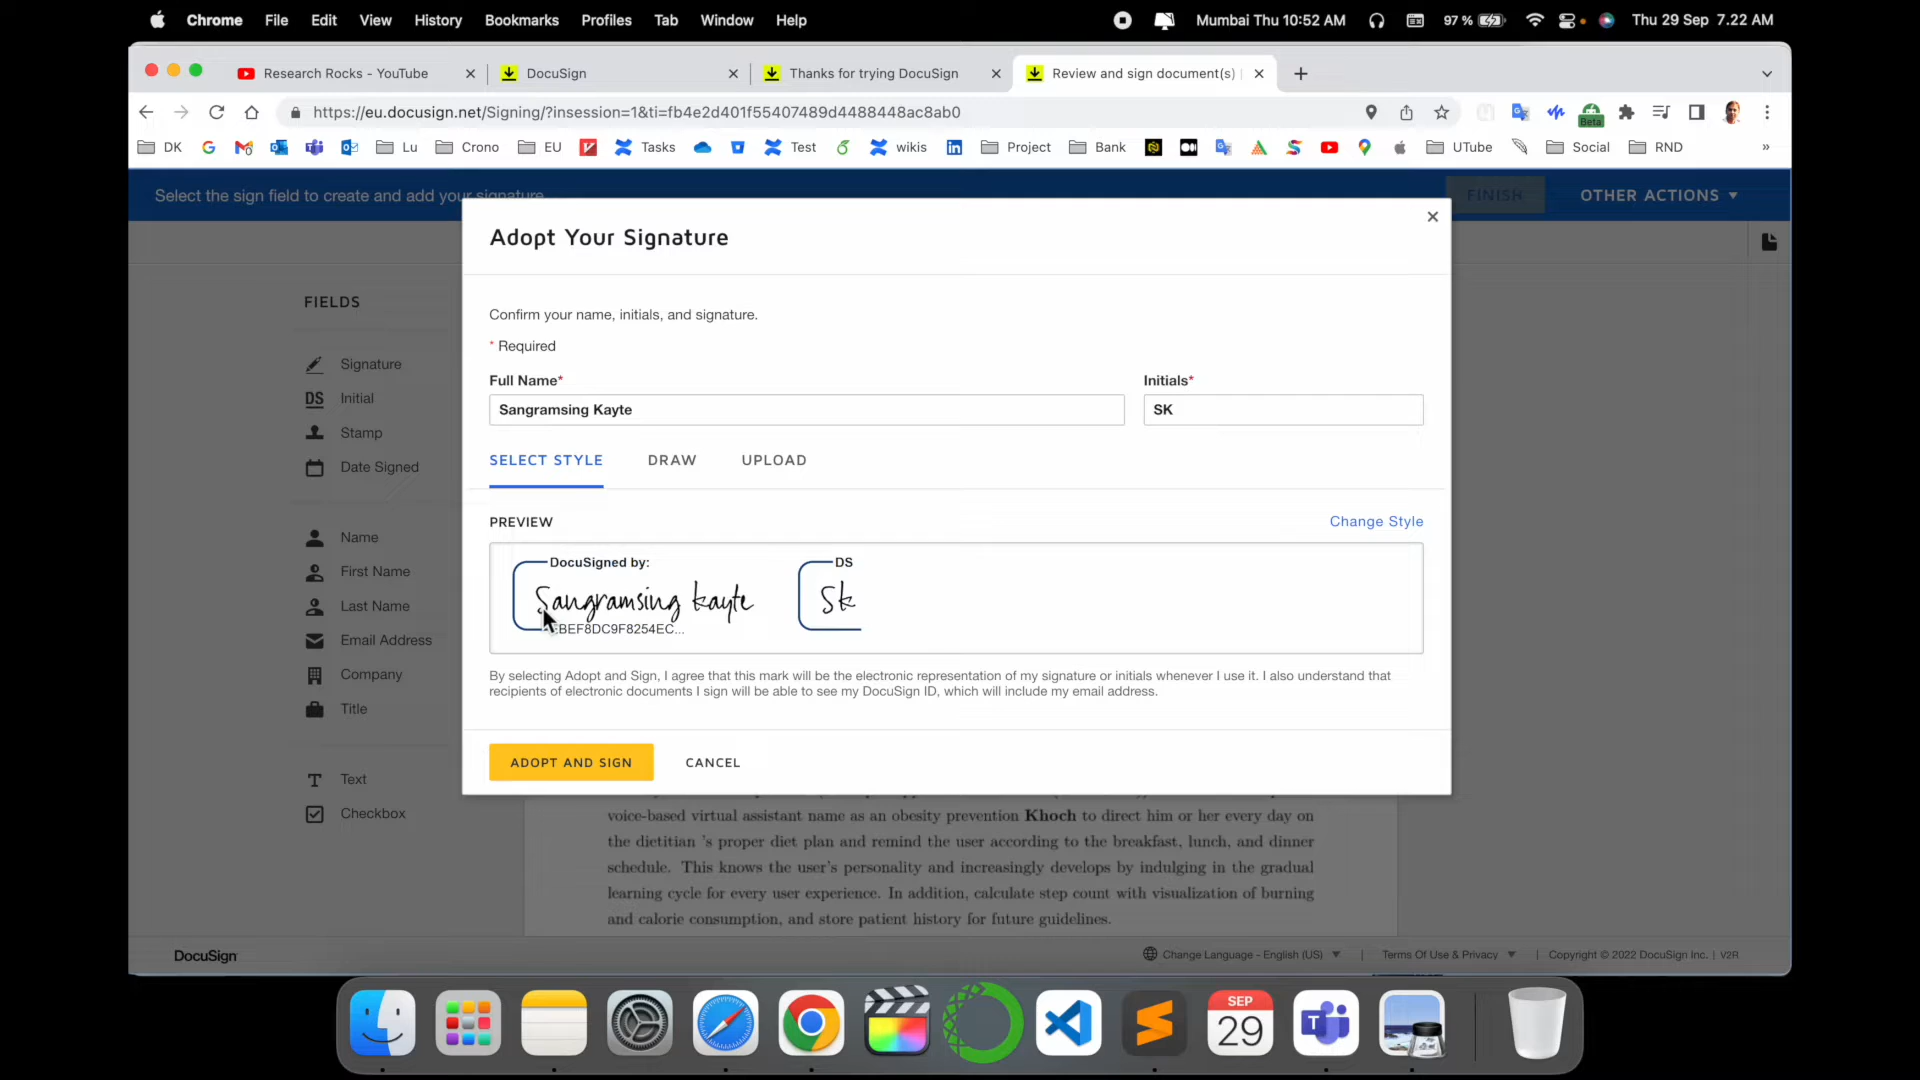 Chrome File Edit View History Bookmarks Profiles Tab Window Help Mumbai Thu 10:52 AM 97 % Thu 29 Sep 7.22 AM
Research Rocks - YouTube DocuSign Thanks for trying DocuSign Review and sign document(s)
https://eu.docusign.net/Signing/?insession=1&ti=fb4e2d401f55407489d4488448ac8ab0 Beta
DK Lu Crono EU Tasks Test wikis Project Bank UTube Social RND »
Select the sign field to create and add your signature. FINISH OTHER ACTIONS
Adopt Your Signature
FIELDS
Confirm your name, initials, and signature.
* Required
Signature
Full Name* Initials*
DS Initial
Sangramsing Kayte SK
Stamp
SELECT STYLE DRAW UPLOAD
Date Signed
PREVIEW Change Style
Name
DocuSigned by: DS
First Name
Sangramsing kayte Sk
Last Name
EBEF8DC9F8254EC...
Email Address
By selecting Adopt and Sign, I agree that this mark will be the electronic representation of my signature or initials whenever I use it. I also understand that
recipients of electronic documents I sign will be able to see my DocuSign ID, which will include my email address.
Company
Title
ADOPT AND SIGN CANCEL
Text
Checkbox
voice-based virtual assistant name as an obesity prevention Khoch to direct him or her every day on
the dietitian 's proper diet plan and remind the user according to the breakfast, lunch, and dinner
schedule. This knows the user's personality and increasingly develops by indulging in the gradual
learning cycle for every user experience. In addition, calculate step count with visualization of burning
and calorie consumption, and store patient history for future guidelines.
DocuSign Change Language - English (US) | Terms Of Use & Privacy | Copyright © 2022 DocuSign Inc. | V2R
SEP
29